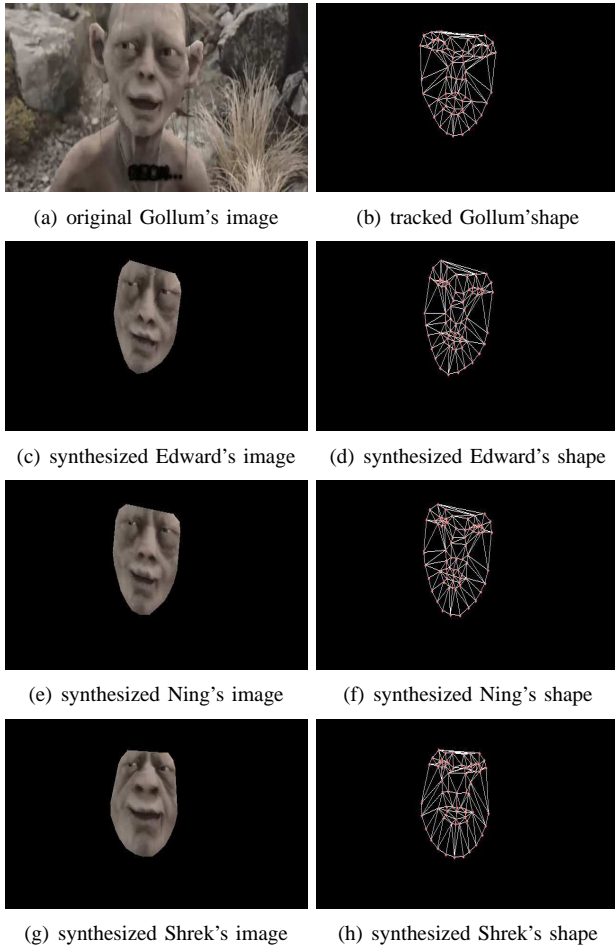 (a) original Gollum's image
(b) tracked Gollum'shape
(c) synthesized Edward's image
(d) synthesized Edward's shape
(e) synthesized Ning's image
(f) synthesized Ning's shape
(g) synthesized Shrek's image
(h) synthesized Shrek's shape